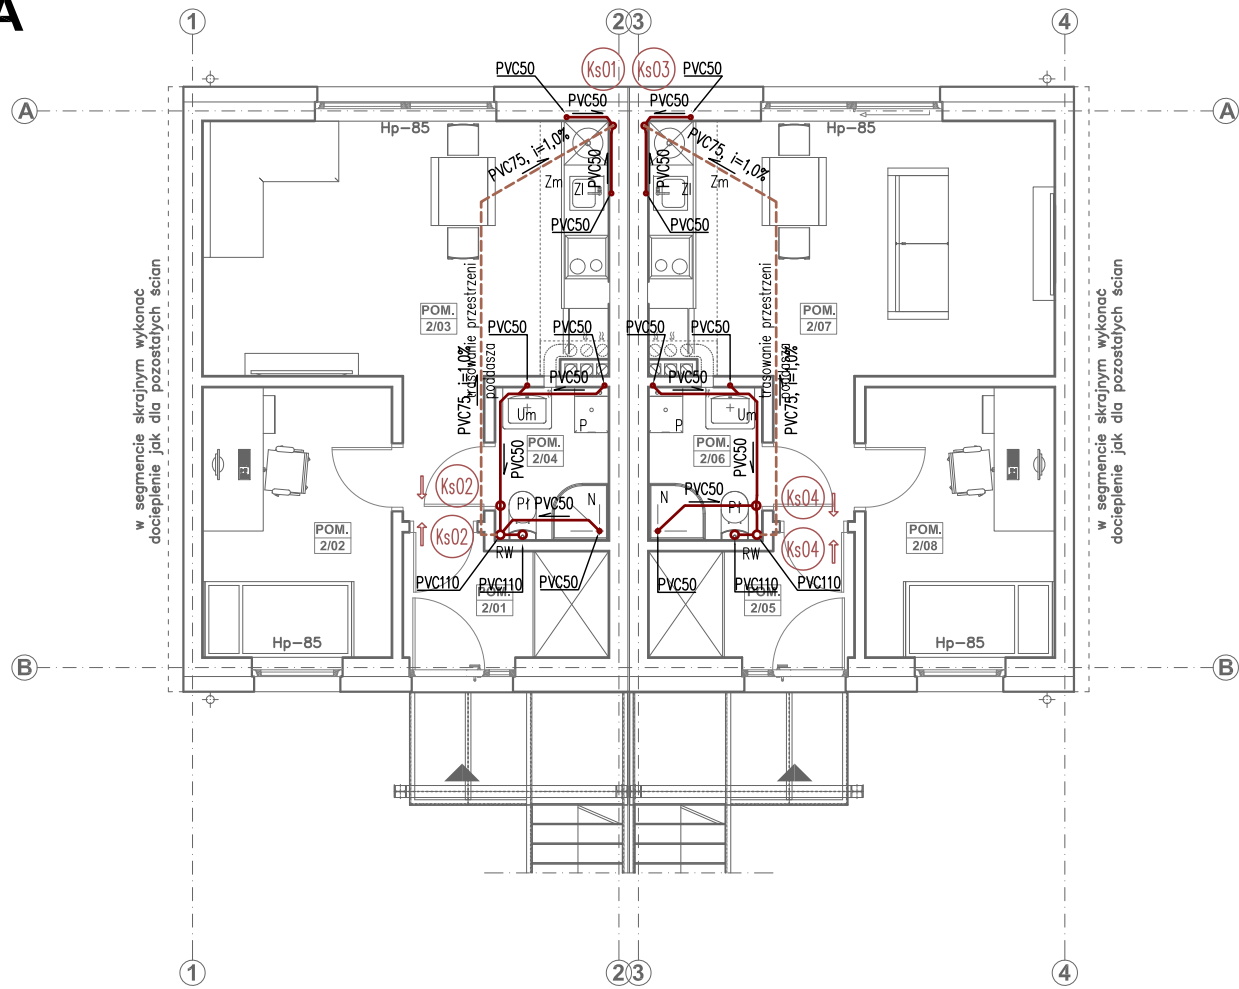 A
1
2
3
4
PVC50
Ks01
Ks03
PVC50
PVC50
PVC50
A
A
Hp-85
Hp-85
PVC75, i=1,0%
PVC75, i=1,0%
PVC50
PVC50
Zm
Zl
Zl
Zm
PVC50
PVC50
w segmencie skrajnym wykonać
docieplenie jak dla pozostałych ścian
trasowanie przestrzeni
poddasza
trasowanie przestrzeni
poddasza
w segmencie skrajnym wykonać
docieplenie jak dla pozostałych ścian
POM.
2/03
POM.
2/07
PVC50
PVC50
PVC50
PVC50
PVC75, i=1,0%
PVC75, i=1,0%
PVC50
PVC50
Um
P
P
Um
PVC50
POM.
2/04
POM.
2/06
PVC50
Ks02
Ks04
PVC50
PVC50
Pł
N
N
Pł
POM.
2/02
Ks02
Ks04
POM.
2/08
RW
RW
PVC110
PVC110
PVC50
PVC50
PVC110
PVC110
POM.
2/01
POM.
2/05
Hp-85
Hp-85
B
B
1
2
3
4